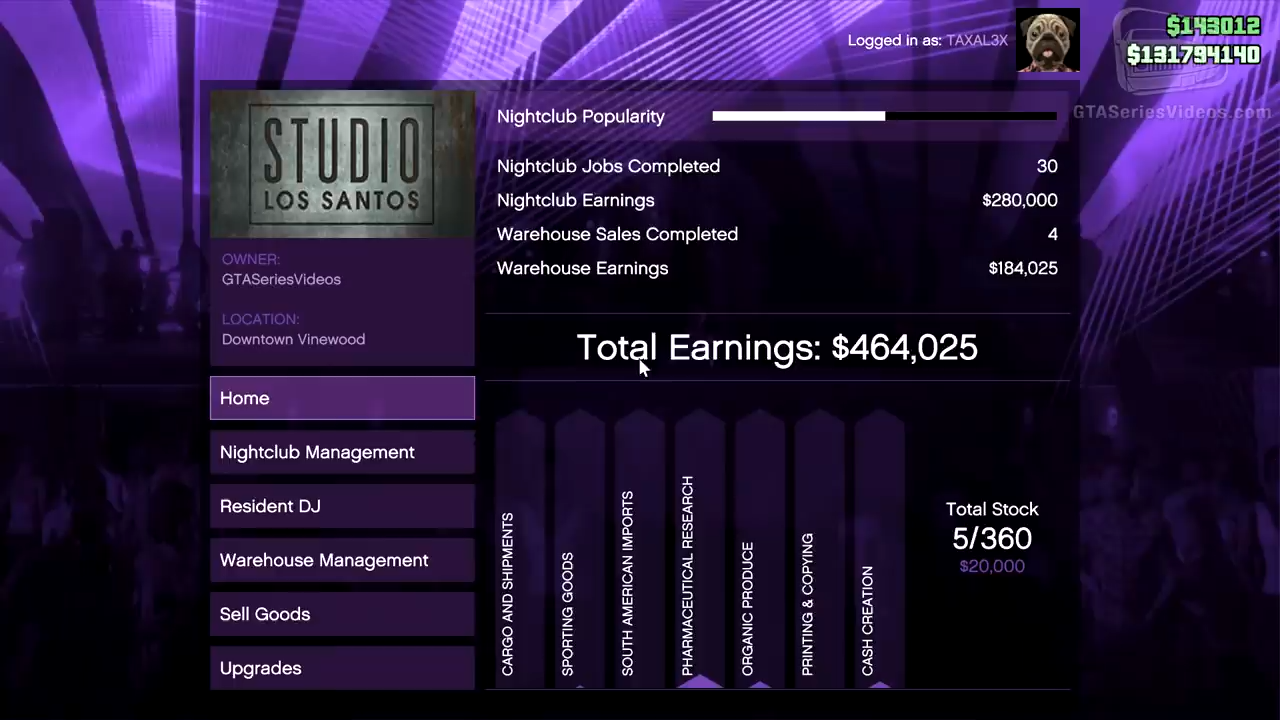 Logged in as: TAXAL3X
$143012
$131794140
GTASeriesVideos.com
STUDIO
LOS SANTOS
OWNER:
GTASeriesVideos
LOCATION:
Downtown Vinewood
Home
Nightclub Management
Resident DJ
Warehouse Management
Sell Goods
Upgrades
Nightclub Popularity
Nightclub Jobs Completed 30
Nightclub Earnings $280,000
Warehouse Sales Completed 4
Warehouse Earnings $184,025
Total Earnings: $464,025
CARGO AND SHIPMENTS
SPORTING GOODS
SOUTH AMERICAN IMPORTS
PHARMACEUTICAL RESEARCH
ORGANIC PRODUCE
PRINTING & COPYING
CASH CREATION
Total Stock
5/360
$20,000